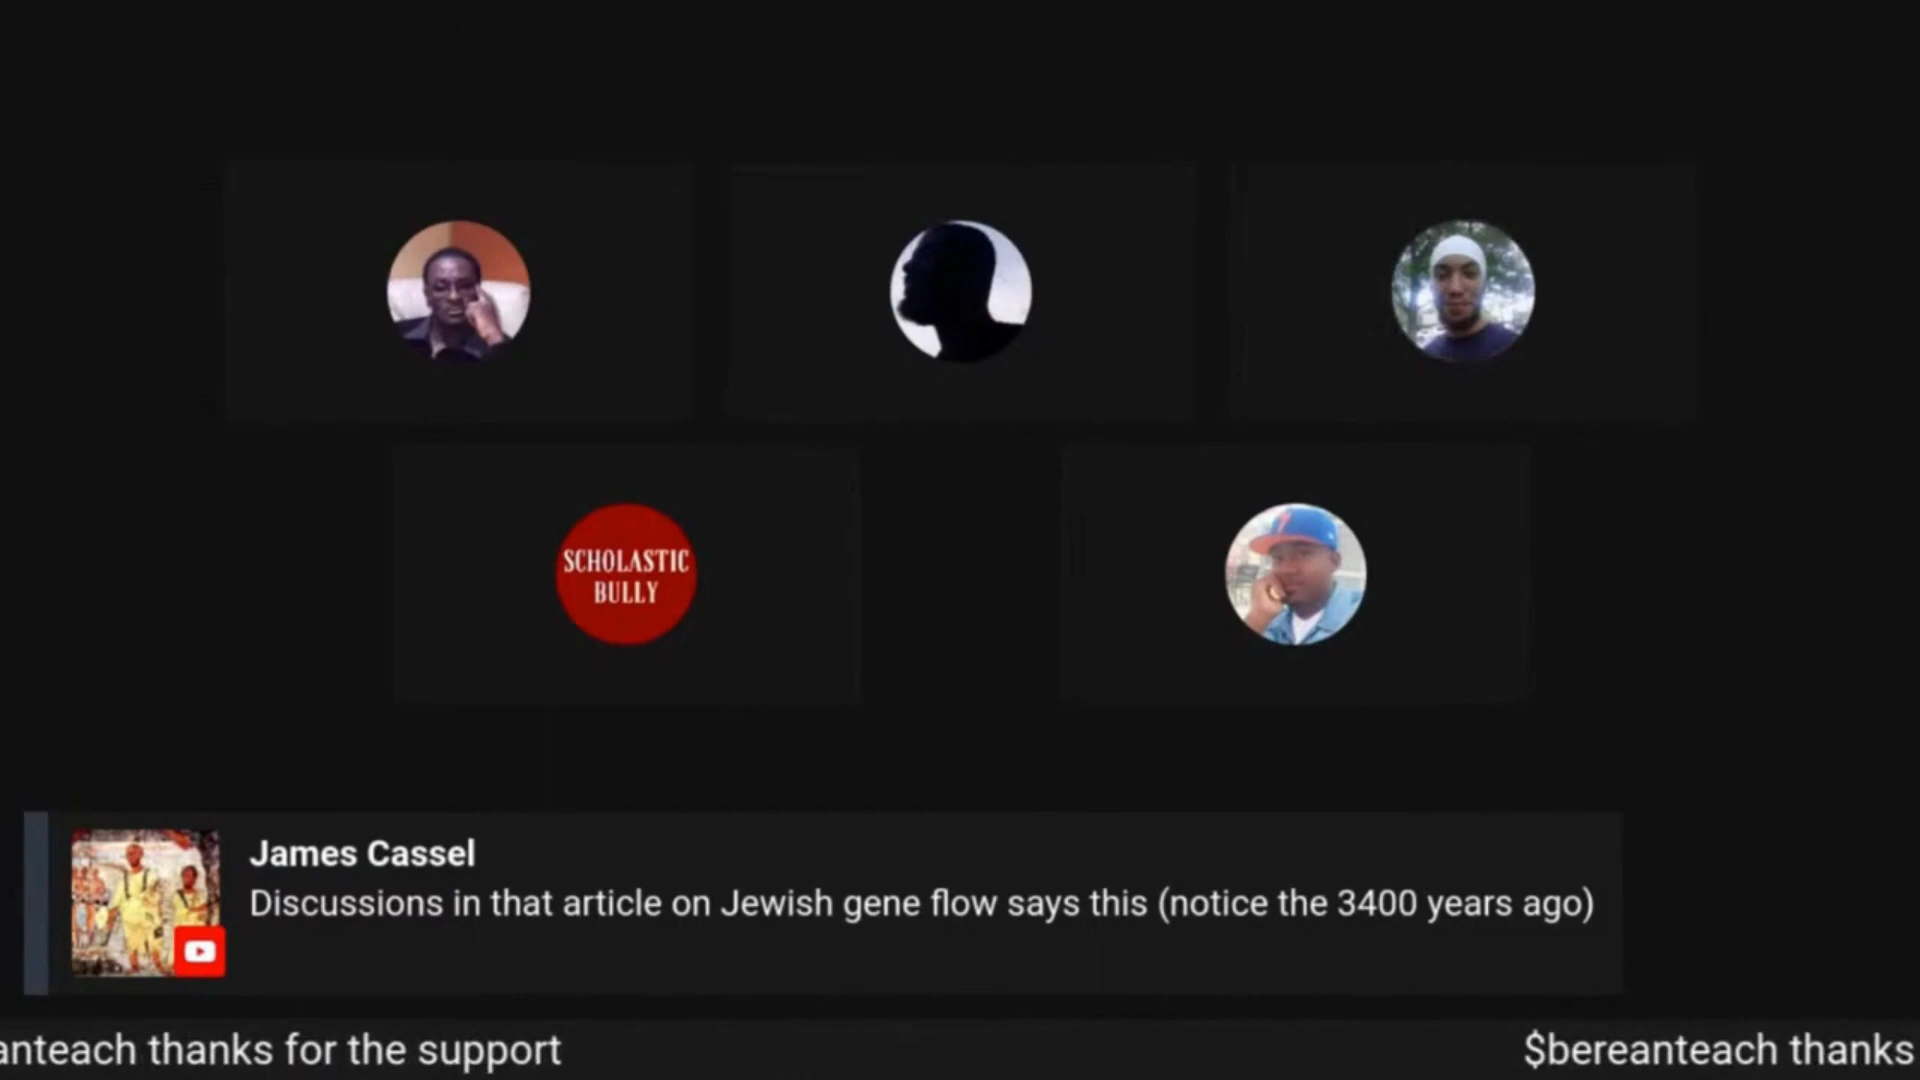 SCHOLASTIC
BULLY
James Cassel
Discussions in that article on Jewish gene flow says this (notice the 3400 years ago)
anteach thanks for the support
$bereanteach thanks